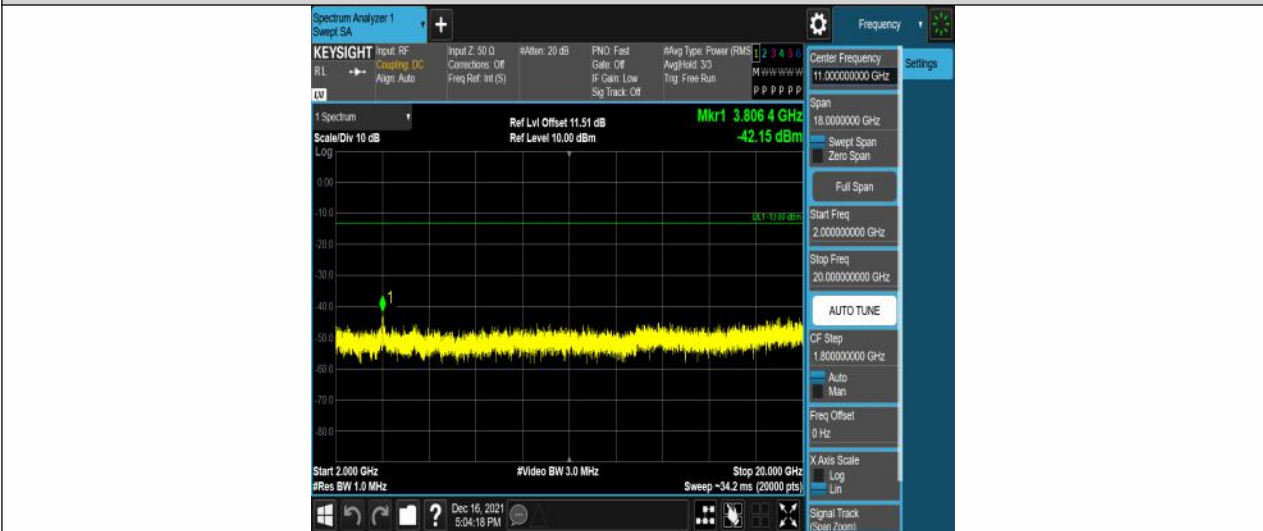 Spectrum Analyzer 1
Swept SA
+
Frequency
KEYSIGHT
RL
LV
Input: RF
Coupling: DC
Align: Auto
Input Z: 50 Ω
Corrections: Off
Freq Ref: Int (S)
#Atten: 20 dB
PNO: Fast
Gate: Off
IF Gain: Low
Sig Track: Off
#Avg Type: Power (RMS
Avg|Hold: 3/3
Trig: Free Run
1 2 3 4 5 6
M W W W W W
P P P P P P
1 Spectrum
Scale/Div 10 dB
Log
Ref Lvl Offset 11.51 dB
Ref Level 10.00 dBm
Mkr1 3.806 4 GHz
-42.15 dBm
0.00
-10.0
DL1 -13.00 dBm
-20.0
-30.0
-40.0
1
-50.0
-60.0
-70.0
-80.0
Start 2.000 GHz
#Res BW 1.0 MHz
#Video BW 3.0 MHz
Stop 20.000 GHz
Sweep ~34.2 ms (20000 pts)
?
Dec 16, 2021
5:04:18 PM
Center Frequency
11.000000000 GHz
Settings
Span
18.0000000 GHz
Swept Span
Zero Span
Full Span
Start Freq
2.000000000 GHz
Stop Freq
20.000000000 GHz
AUTO TUNE
CF Step
1.800000000 GHz
Auto
Man
Freq Offset
0 Hz
X Axis Scale
Log
Lin
Signal Track
(Span Zoom)